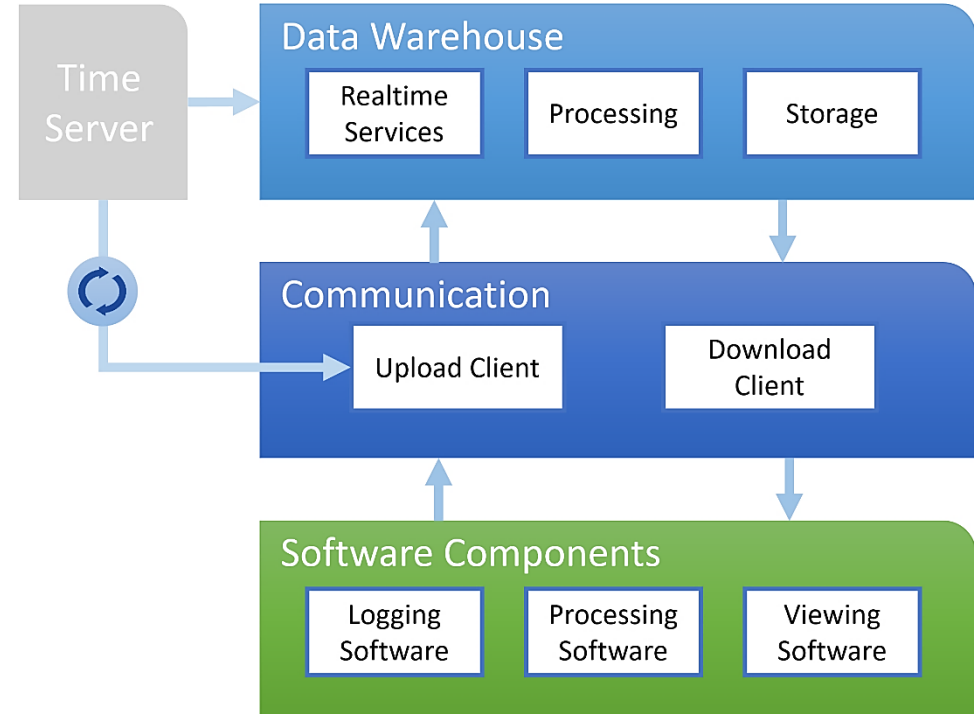 Time
Server
Data Warehouse
Realtime
Services
Processing
Storage
Communication
Upload Client
Download
Client
Software Components
Logging
Software
Processing
Software
Viewing
Software